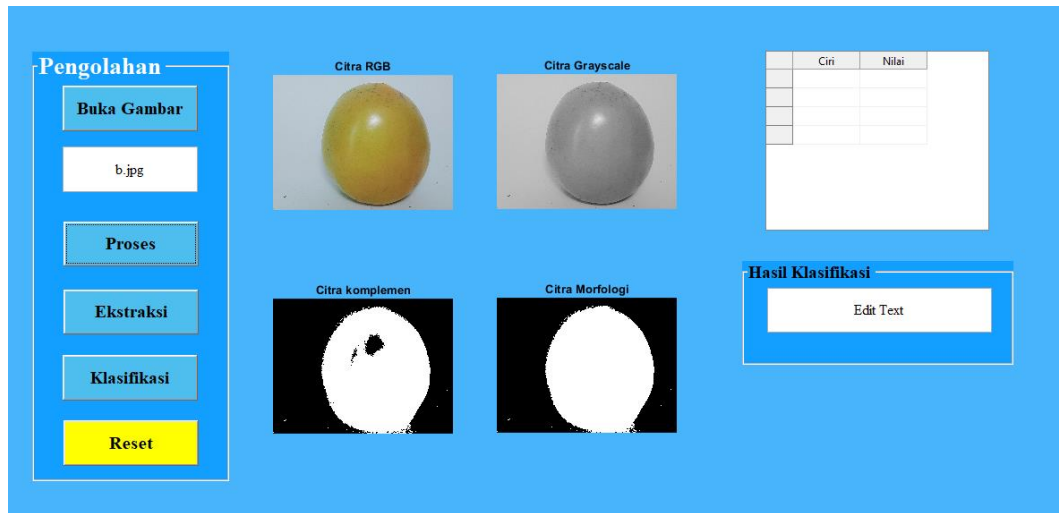 Pengolahan
Buka Gambar
b.jpg
Proses
Ekstraksi
Klasifikasi
Reset
Citra RGB
Citra Grayscale
Citra komplemen
Citra Morfologi
Ciri Nilai
Hasil Klasifikasi
Edit Text